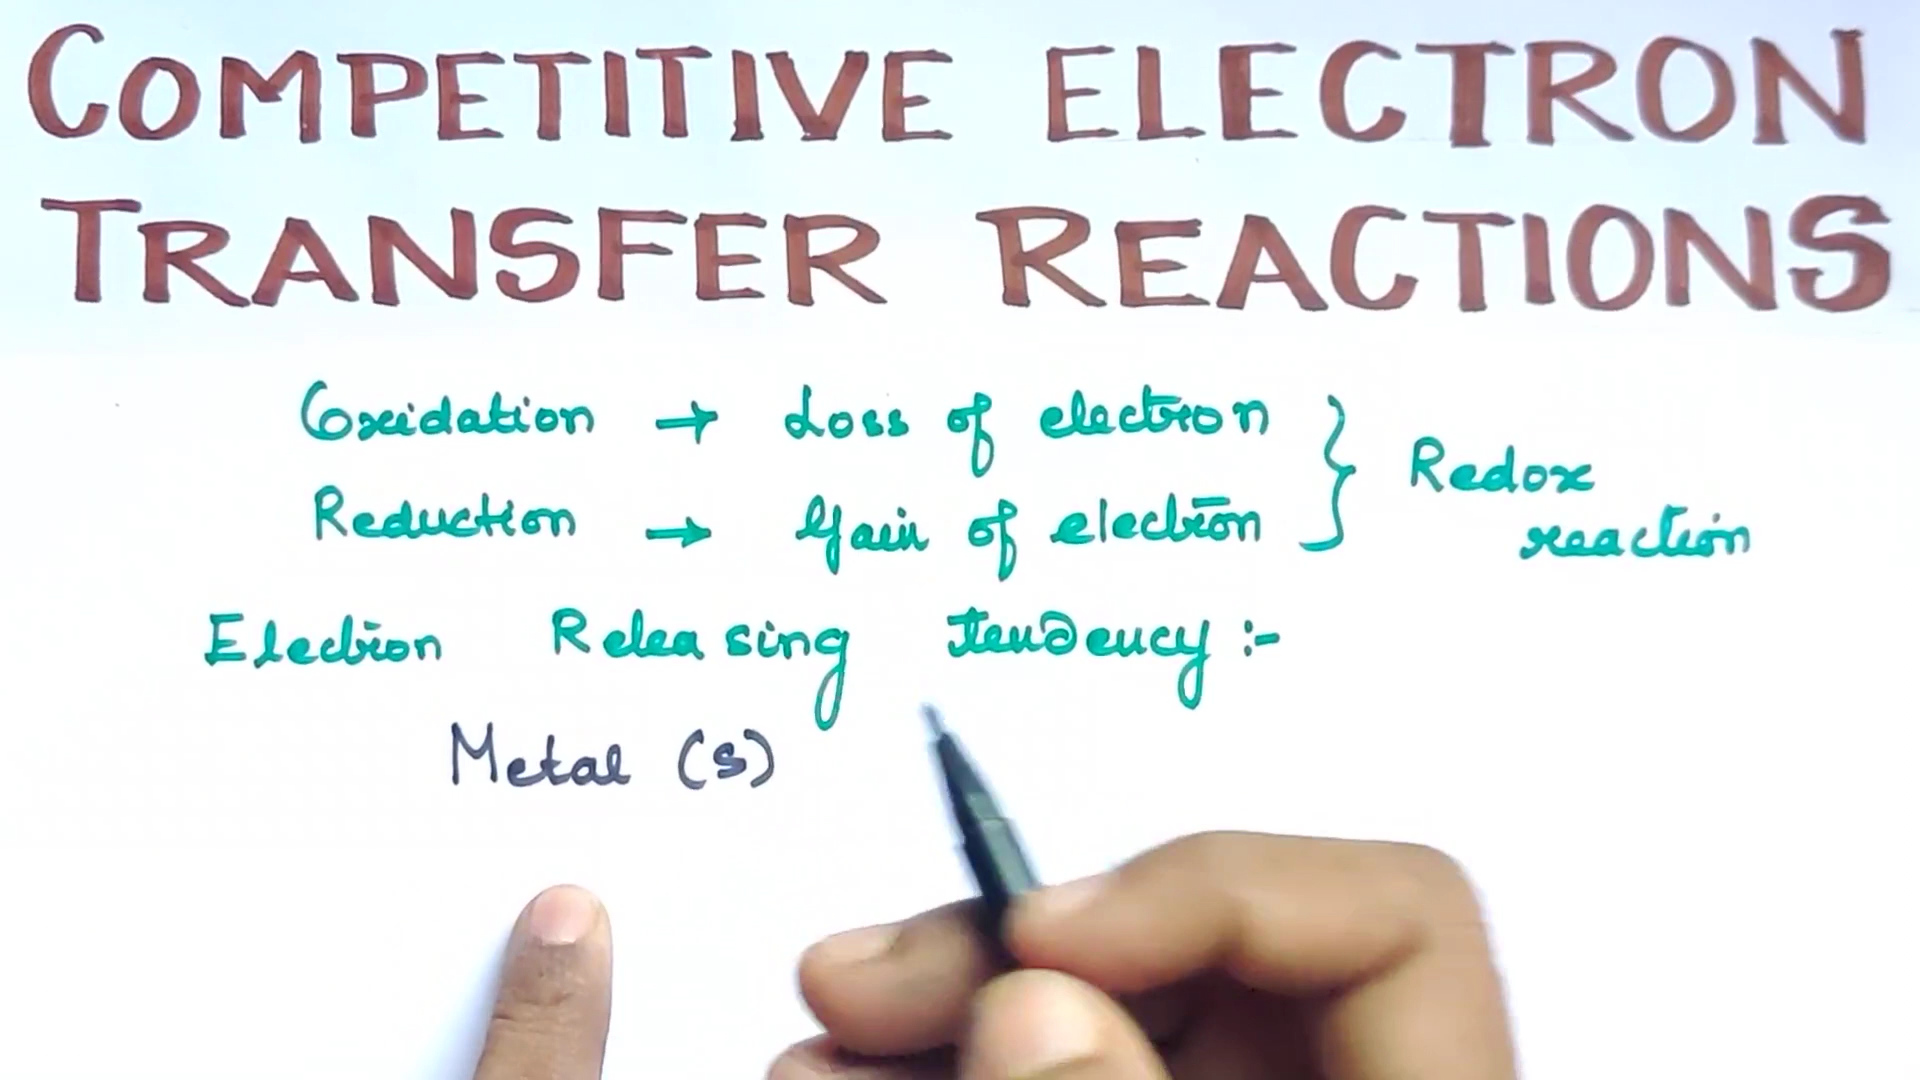 COMPETITIVE ELECTRON
TRANSFER REACTIONS
Oxidation → Loss of electron
Reduction → Gain of electron
} Redox
reaction
Electron Releasing tendency :-
Metal (s)